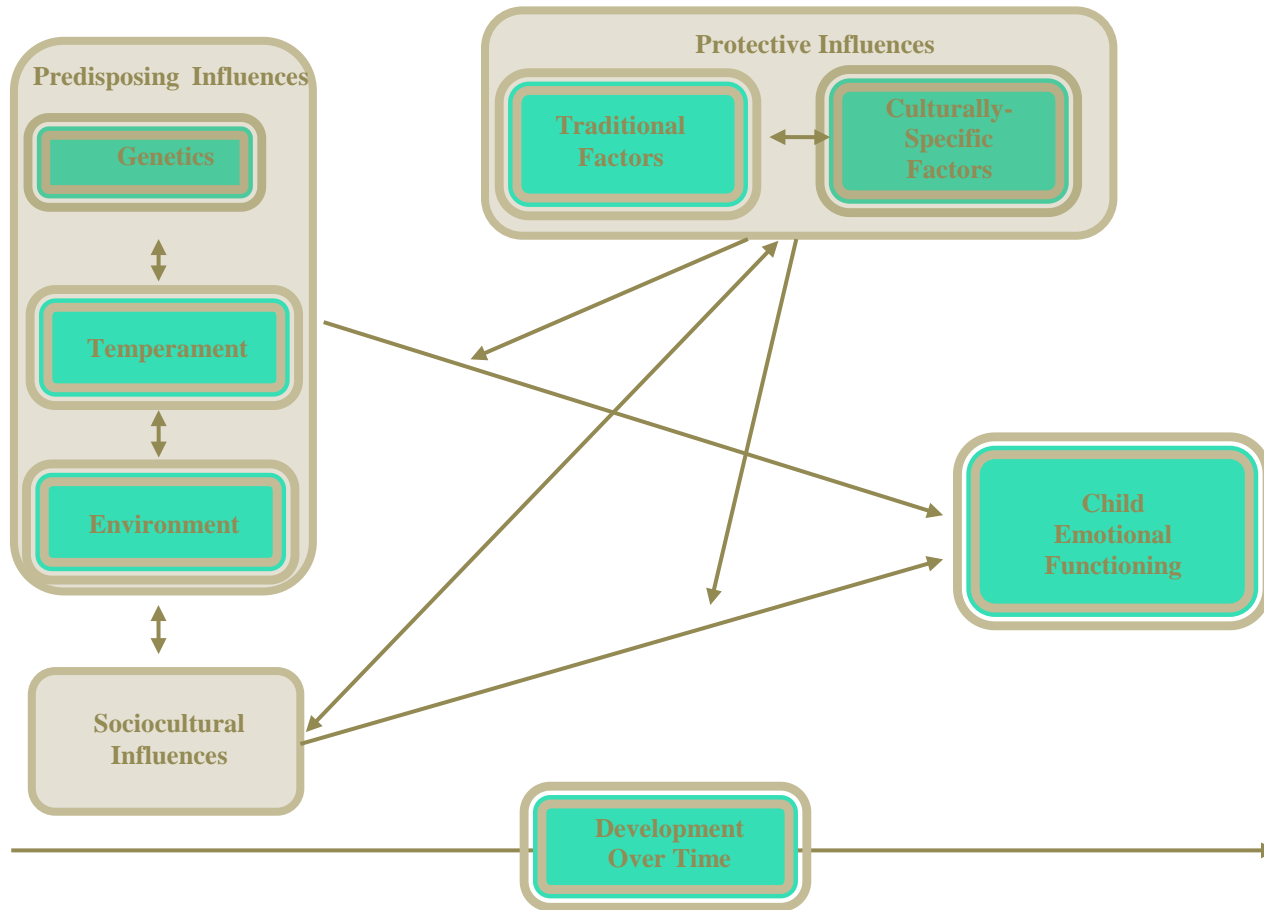 Predisposing Influences
Genetics
Temperament
Environment
Sociocultural
Influences
Protective Influences
Traditional
Factors
Culturally-
Specific
Factors
Child
Emotional
Functioning
Development
Over Time